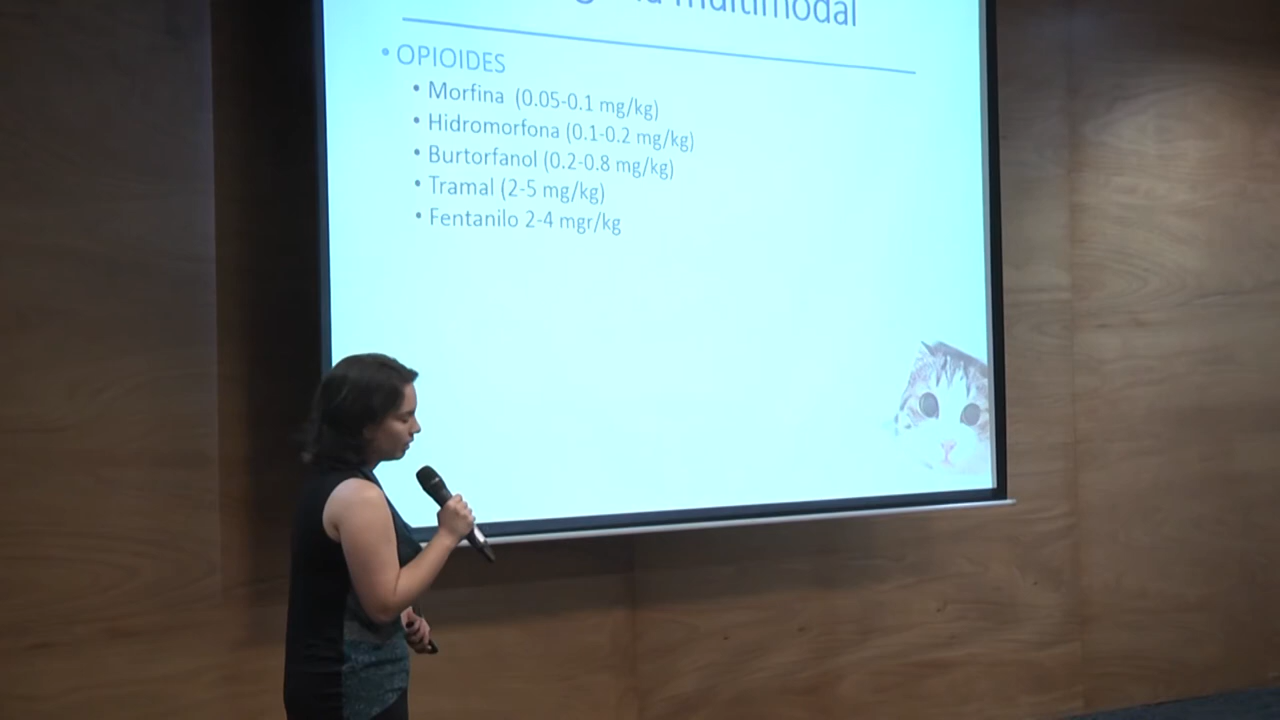 multimodal
• OPIOIDES
• Morfina (0.05-0.1 mg/kg)
• Hidromorfona (0.1-0.2 mg/kg)
• Burtorfanol (0.2-0.8 mg/kg)
• Tramal (2-5 mg/kg)
• Fentanilo 2-4 mgr/kg